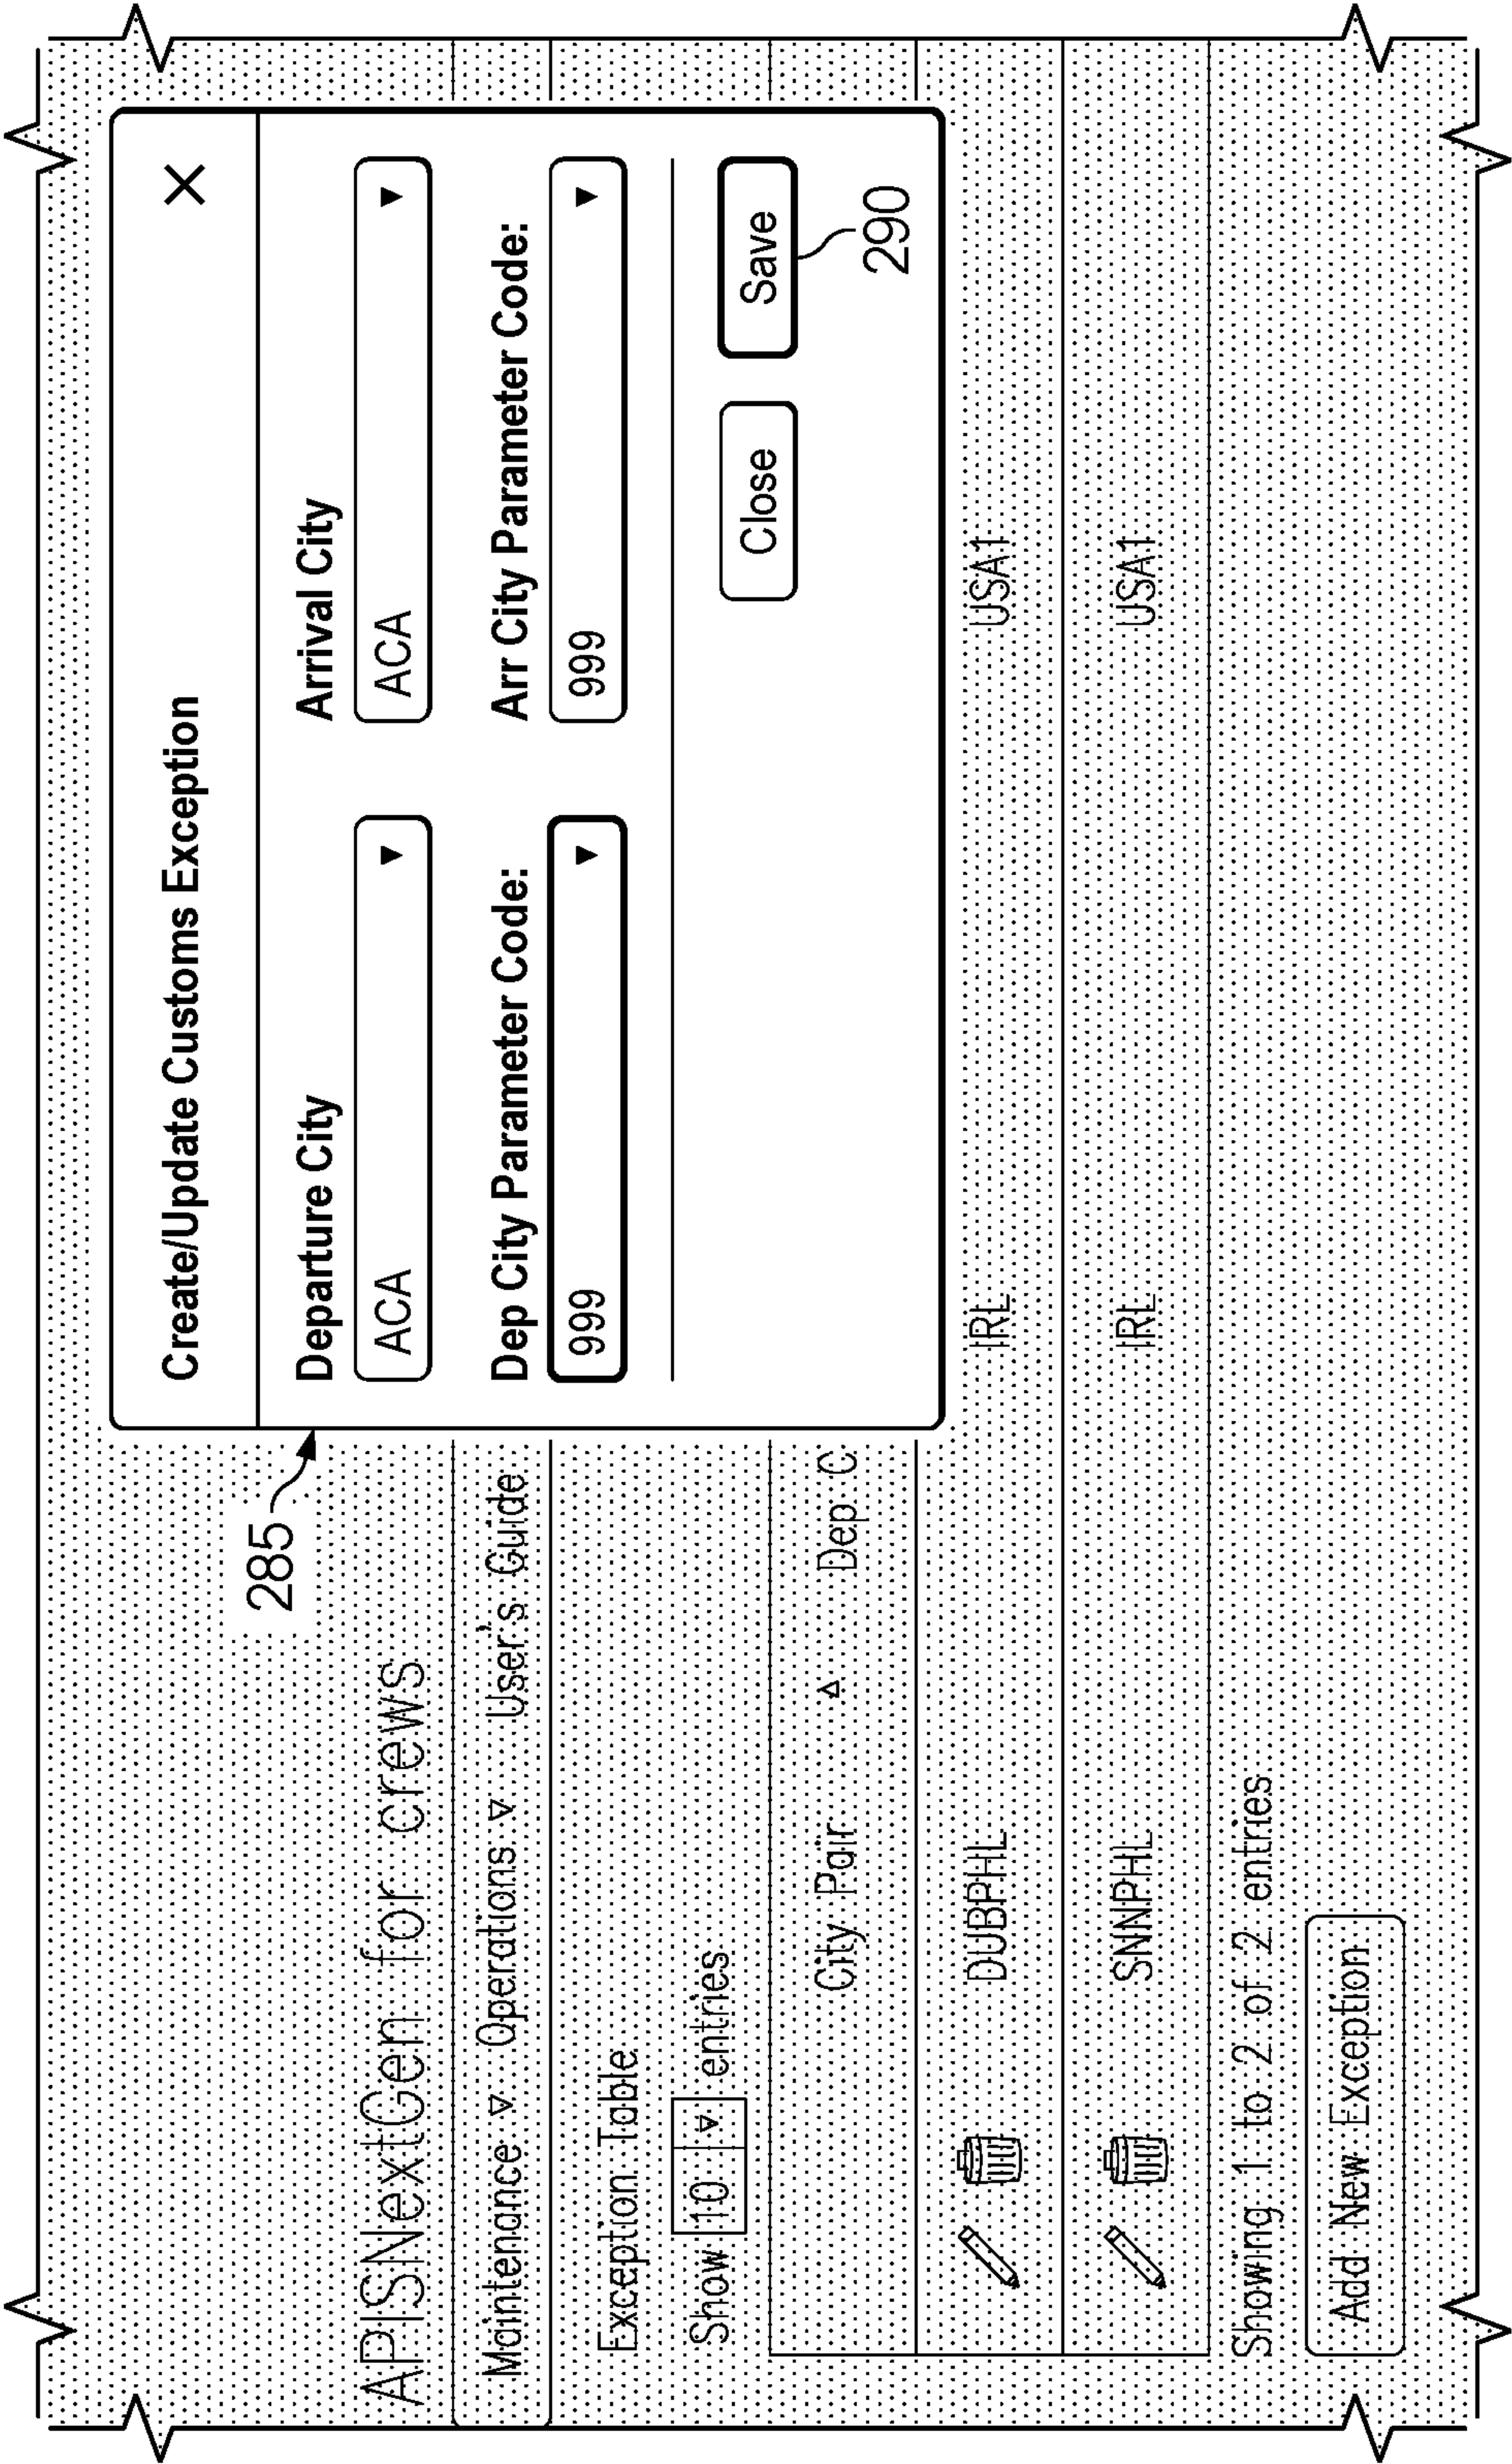 285
APISNextGen for crews
Maintenance Operations User's Guide
Exception Table
Show 10 entries
City Pair Dep C
DUBPHL IRL USA1
SNNPHL IRL USA1
Showing 1 to 2 of 2 entries
Add New Exception
Create/Update Customs Exception
Departure City Arrival City
ACA ACA
Dep City Parameter Code: Arr City Parameter Code:
999 999
Close Save
290